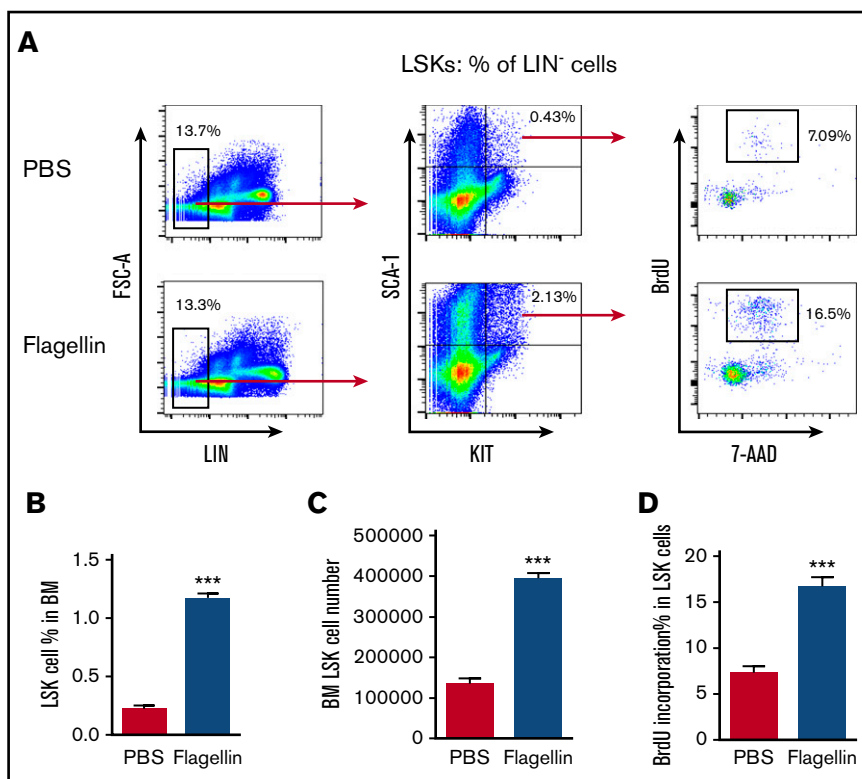 A
LSKs: % of LIN⁻ cells
PBS
13.7%
0.43%
7.09%
Flagellin
13.3%
2.13%
16.5%
FSC-A
SCA-1
BrdU
LIN
KIT
7-AAD
B
LSK cell % in BM
1.5
1.0
0.5
0.0
***
PBS Flagellin
C
BM LSK cell number
500000
400000
300000
200000
100000
0
***
PBS Flagellin
D
BrdU incorporation% in LSK cells
20
15
10
5
0
***
PBS Flagellin